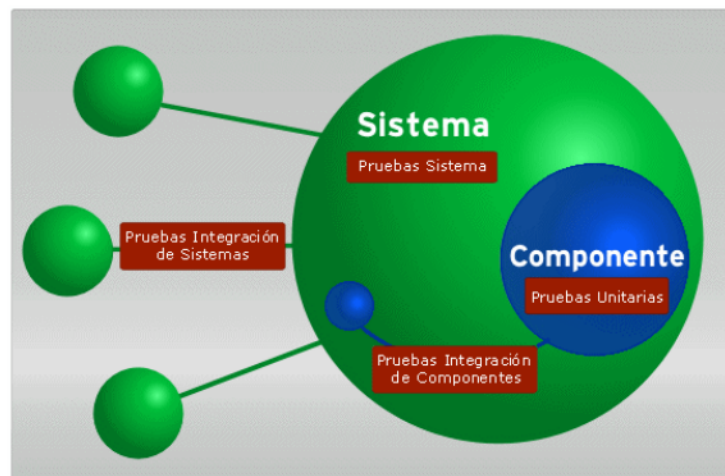 Sistema
Pruebas Sistema
Pruebas Integración
de Sistemas
Componente
Pruebas Unitarias
Pruebas Integración
de Componentes